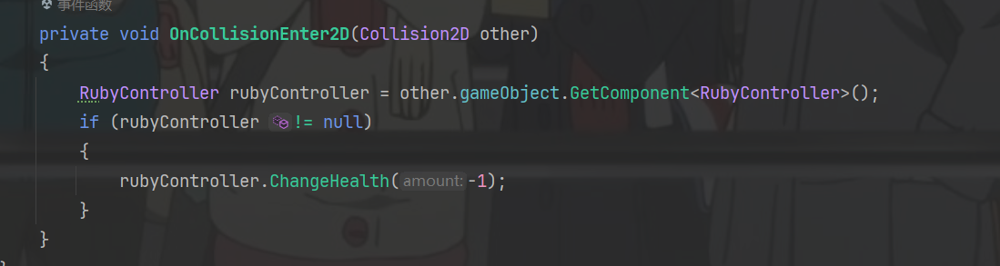 事件函数
private void OnCollisionEnter2D(Collision2D other)
{
RubyController rubyController = other.gameObject.GetComponent<RubyController>();
if (rubyController != null)
{
rubyController.ChangeHealth(amount:-1);
}
}
}